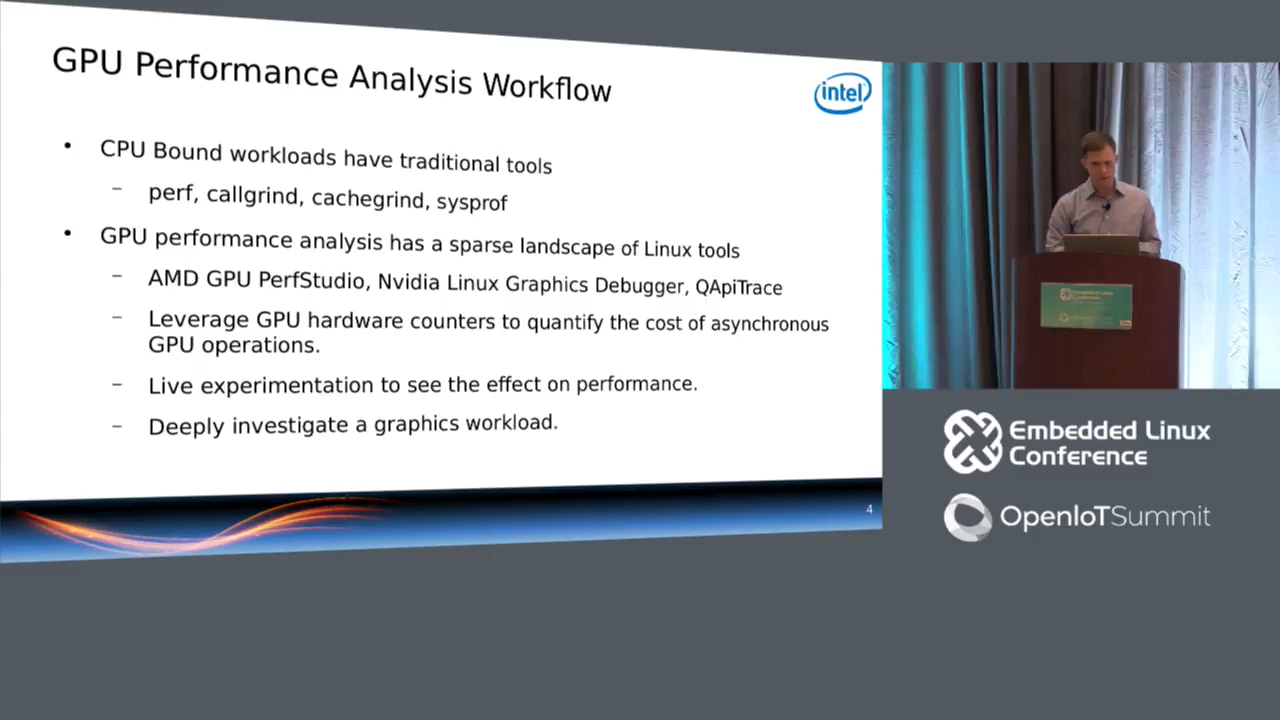 GPU Performance Analysis Workflow
intel
• CPU Bound workloads have traditional tools
– perf, callgrind, cachegrind, sysprof
• GPU performance analysis has a sparse landscape of Linux tools
– AMD GPU PerfStudio, Nvidia Linux Graphics Debugger, QApiTrace
– Leverage GPU hardware counters to quantify the cost of asynchronous
GPU operations.
– Live experimentation to see the effect on performance.
– Deeply investigate a graphics workload.
4
Embedded Linux
Conference
Embedded Linux
Conference
OpenIoTSummit